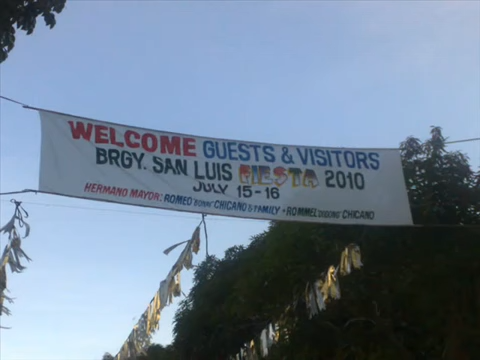 WELCOME GUESTS & VISITORS
BRGY. SAN LUIS FIESTA 2010
JULY 15-16
HERMANO MAYOR: ROMEO CHICANO & FAMILY - ROMMEL "DODONG" CHICANO